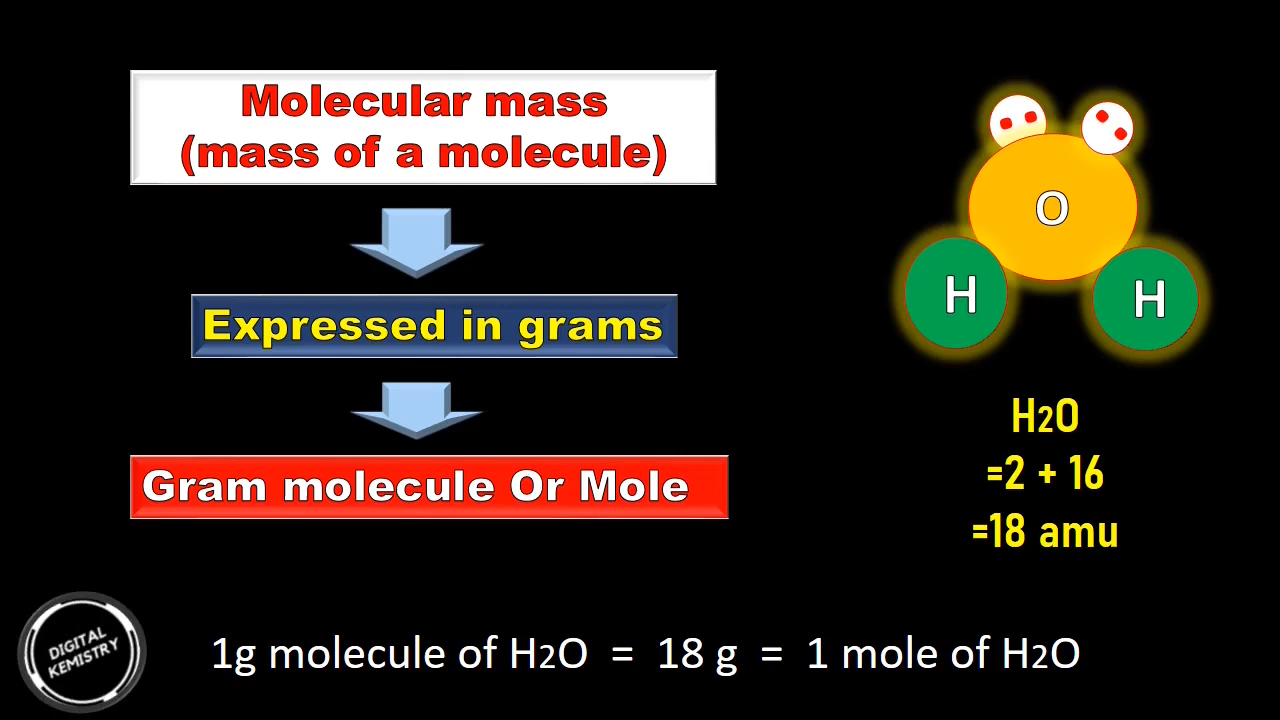 Molecular mass
(mass of a molecule)
Expressed in grams
Gram molecule Or Mole
O
H
H
H2O
=2 + 16
=18 amu
DIGITAL
KEMISTRY
1g molecule of H2O = 18 g = 1 mole of H2O